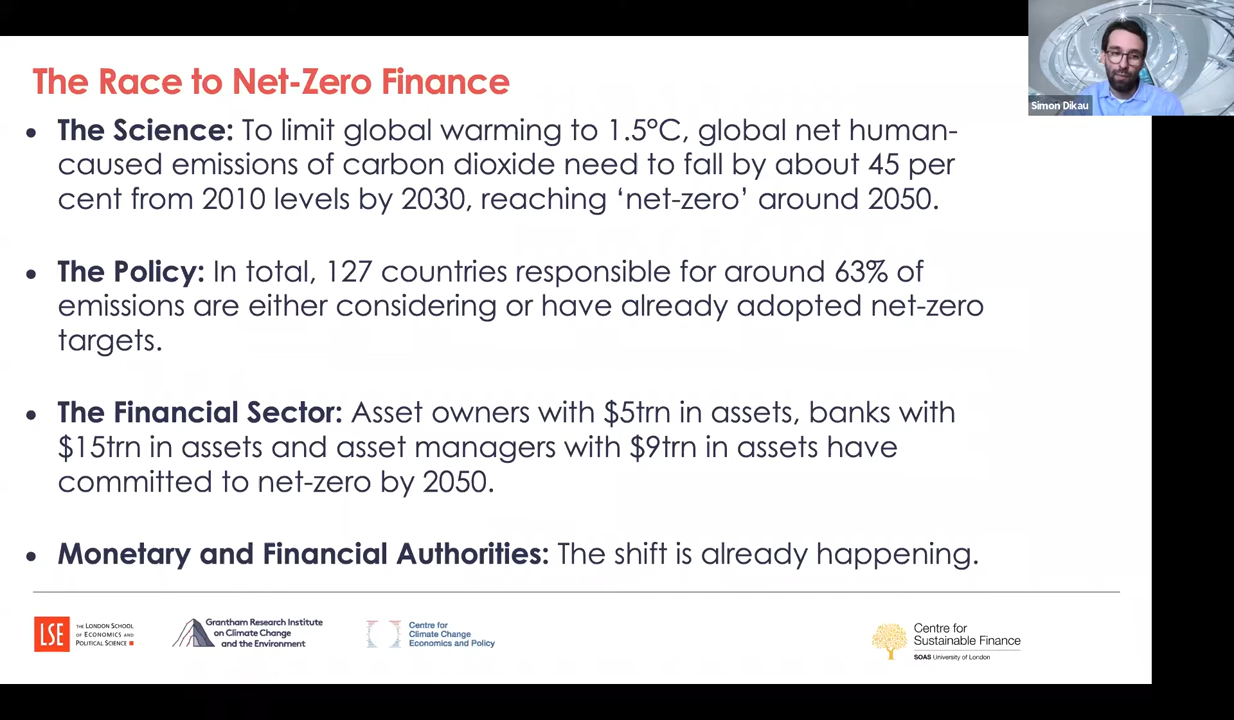 The Race to Net-Zero Finance
Simon Dikau
• The Science: To limit global warming to 1.5°C, global net human-
caused emissions of carbon dioxide need to fall by about 45 per
cent from 2010 levels by 2030, reaching ‘net-zero’ around 2050.
• The Policy: In total, 127 countries responsible for around 63% of
emissions are either considering or have already adopted net-zero
targets.
• The Financial Sector: Asset owners with $5trn in assets, banks with
$15trn in assets and asset managers with $9trn in assets have
committed to net-zero by 2050.
• Monetary and Financial Authorities: The shift is already happening.
LSE
THE LONDON SCHOOL
OF ECONOMICS AND
POLITICAL SCIENCE
Grantham Research Institute
on Climate Change
and the Environment
Centre for
Climate Change
Economics and Policy
Centre for
Sustainable Finance
SOAS University of London